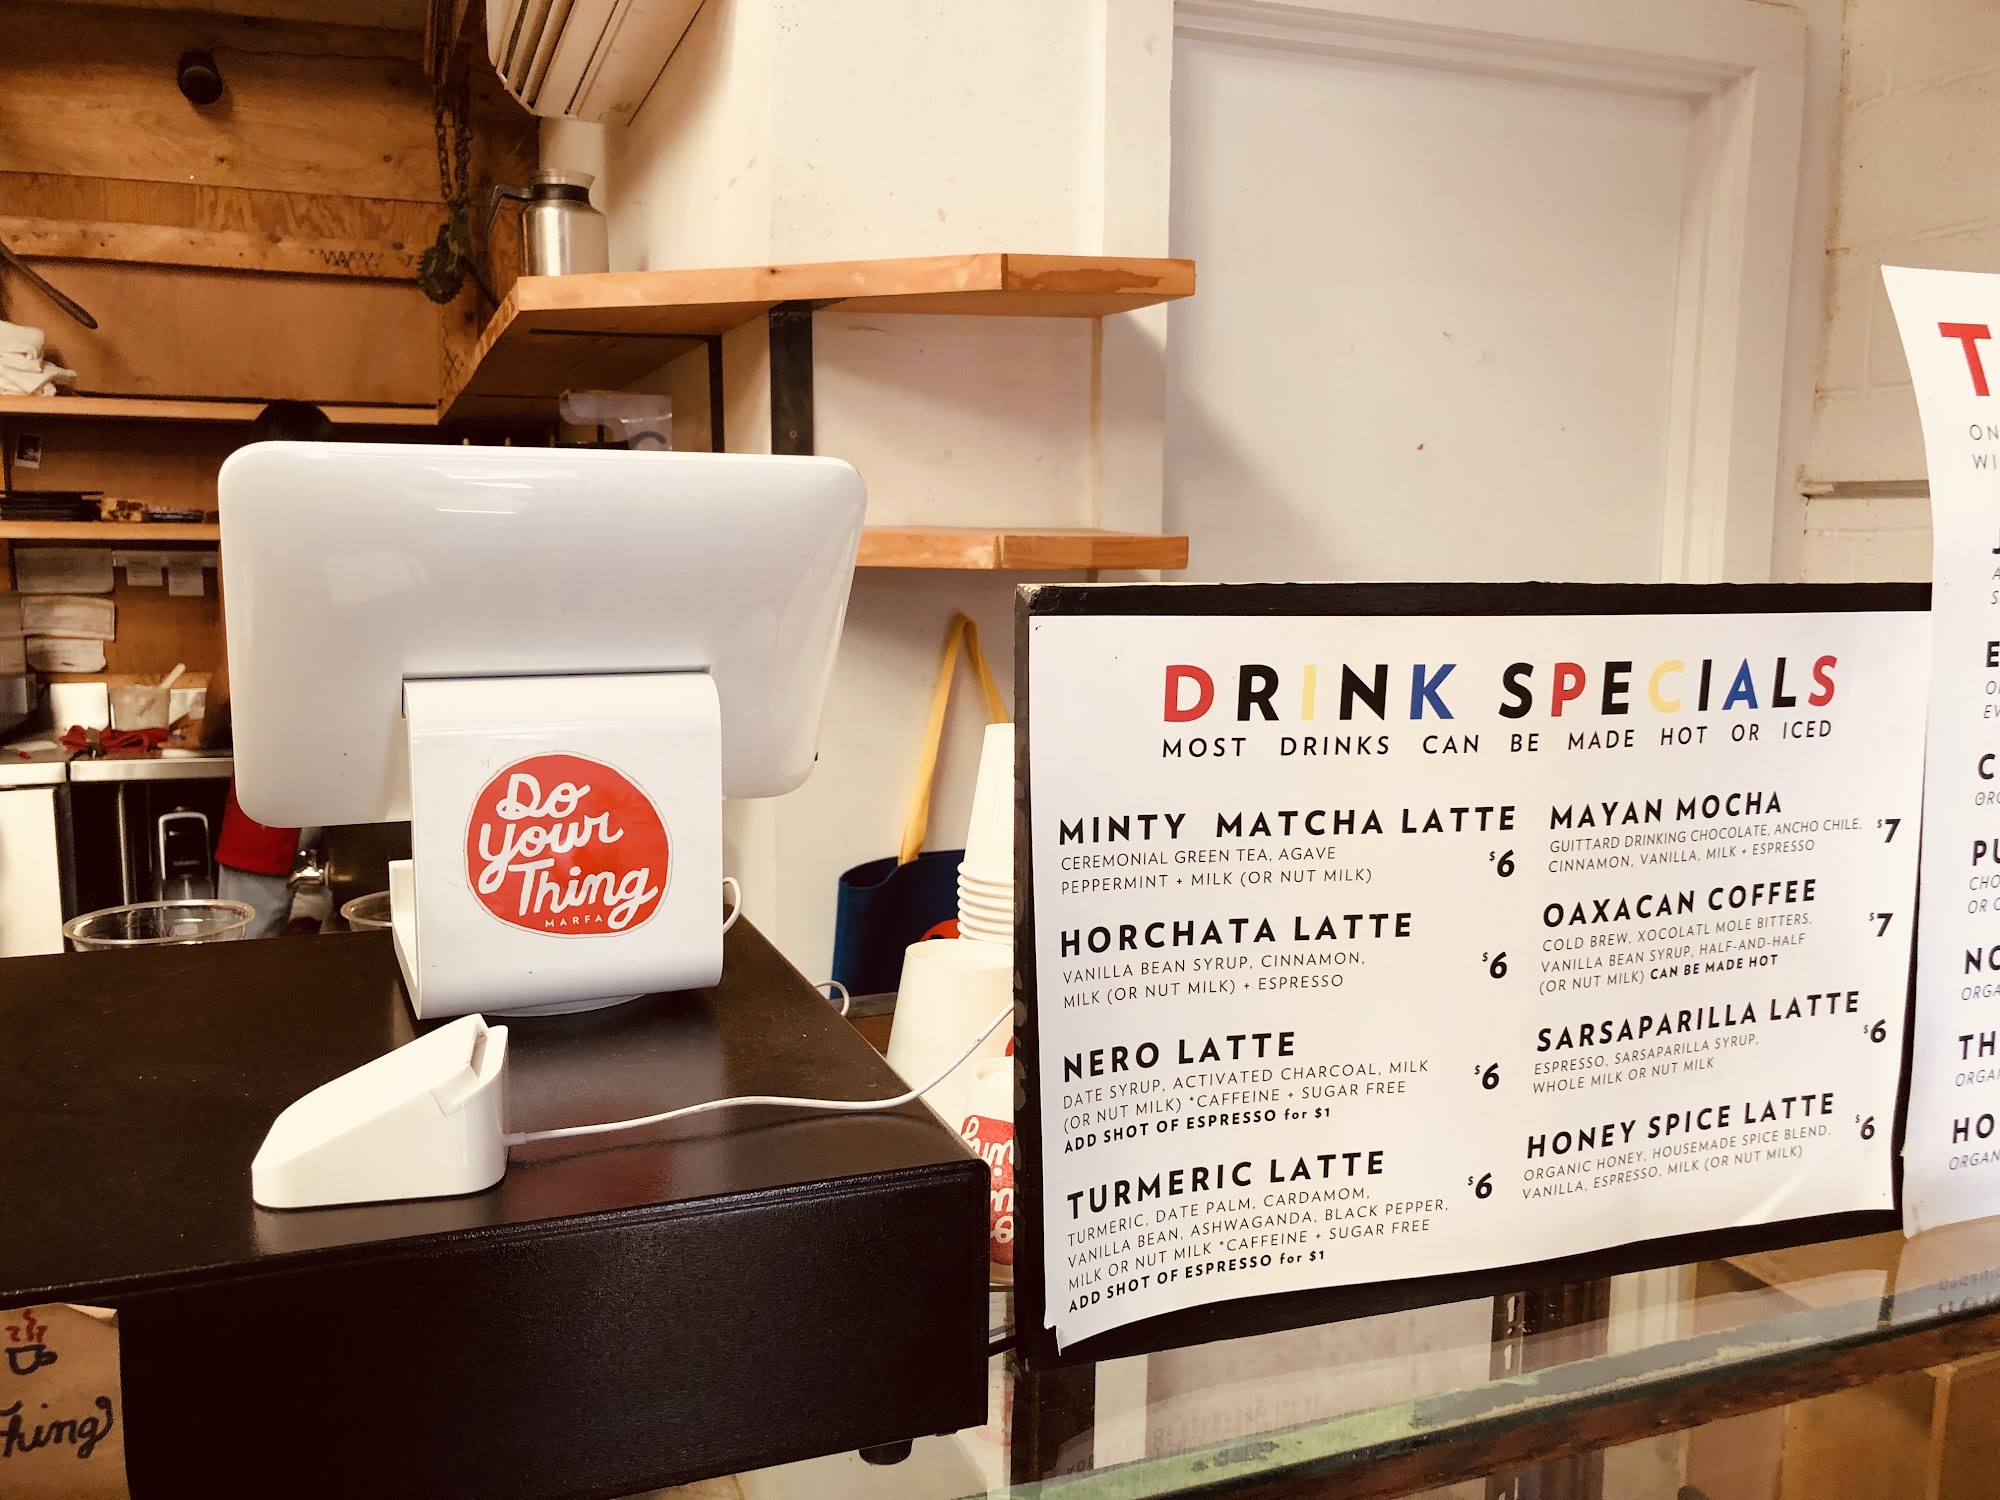 Do
Your
Thing
MARFA
DRINK SPECIALS
MOST DRINKS CAN BE MADE HOT OR ICED
MINTY MATCHA LATTE
CEREMONIAL GREEN TEA, AGAVE
PEPPERMINT + MILK (OR NUT MILK)
$6
HORCHATA LATTE
VANILLA BEAN SYRUP, CINNAMON,
MILK (OR NUT MILK) + ESPRESSO
$6
NERO LATTE
DATE SYRUP, ACTIVATED CHARCOAL, MILK
(OR NUT MILK) *CAFFEINE + SUGAR FREE
ADD SHOT OF ESPRESSO for $1
$6
TURMERIC LATTE
TURMERIC, DATE PALM, CARDAMOM,
VANILLA BEAN, ASHWAGANDA, BLACK PEPPER,
MILK OR NUT MILK *CAFFEINE + SUGAR FREE
ADD SHOT OF ESPRESSO for $1
$6
MAYAN MOCHA
GUITTARD DRINKING CHOCOLATE, ANCHO CHILE,
CINNAMON, VANILLA, MILK + ESPRESSO
$7
OAXACAN COFFEE
COLD BREW, XOCOLATL MOLE BITTERS,
VANILLA BEAN SYRUP, HALF-AND-HALF
(OR NUT MILK) CAN BE MADE HOT
$7
SARSAPARILLA LATTE
ESPRESSO, SARSAPARILLA SYRUP,
WHOLE MILK OR NUT MILK
$6
HONEY SPICE LATTE
ORGANIC HONEY, HOUSEMADE SPICE BLEND,
VANILLA, ESPRESSO, MILK (OR NUT MILK)
$6
T
ON
WI